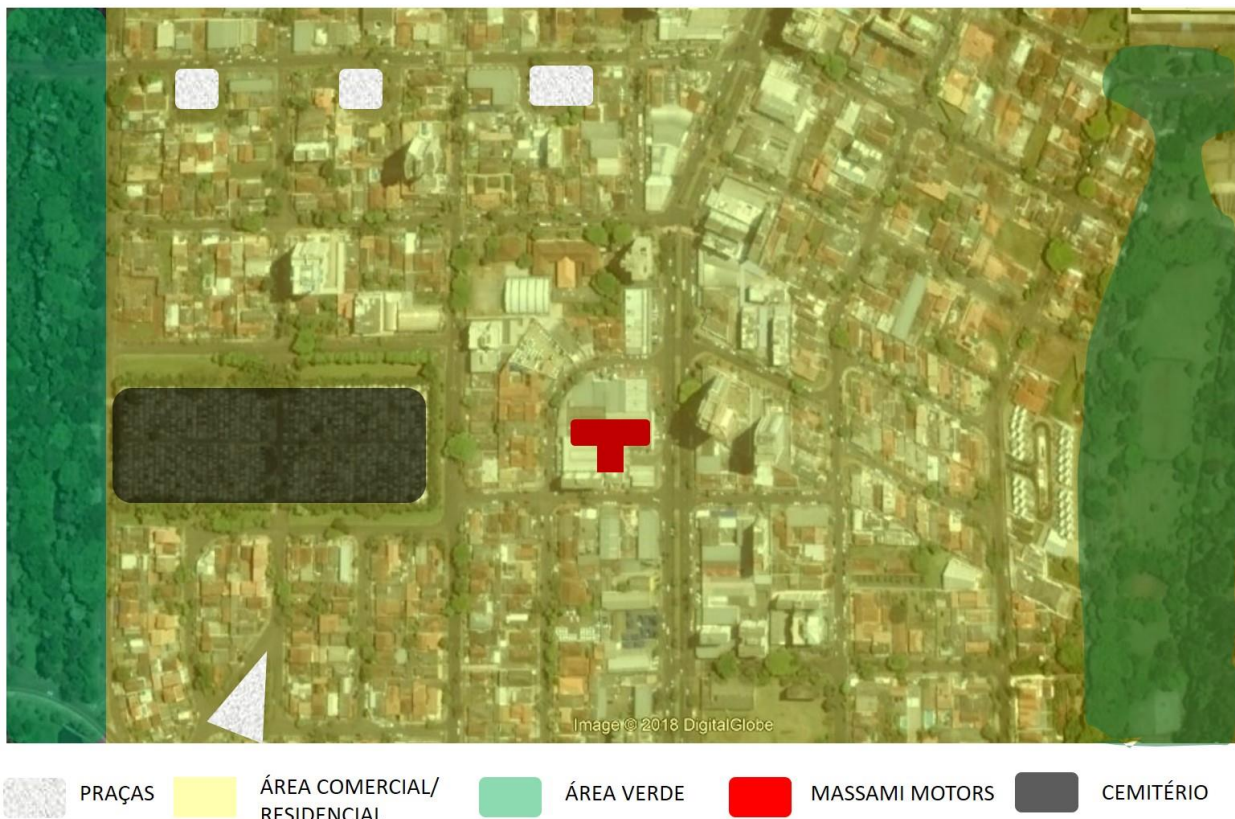 Image © 2018 DigitalGlobe
PRAÇAS
ÁREA COMERCIAL/
RESIDENCIAL
ÁREA VERDE
MASSAMI MOTORS
CEMITÉRIO